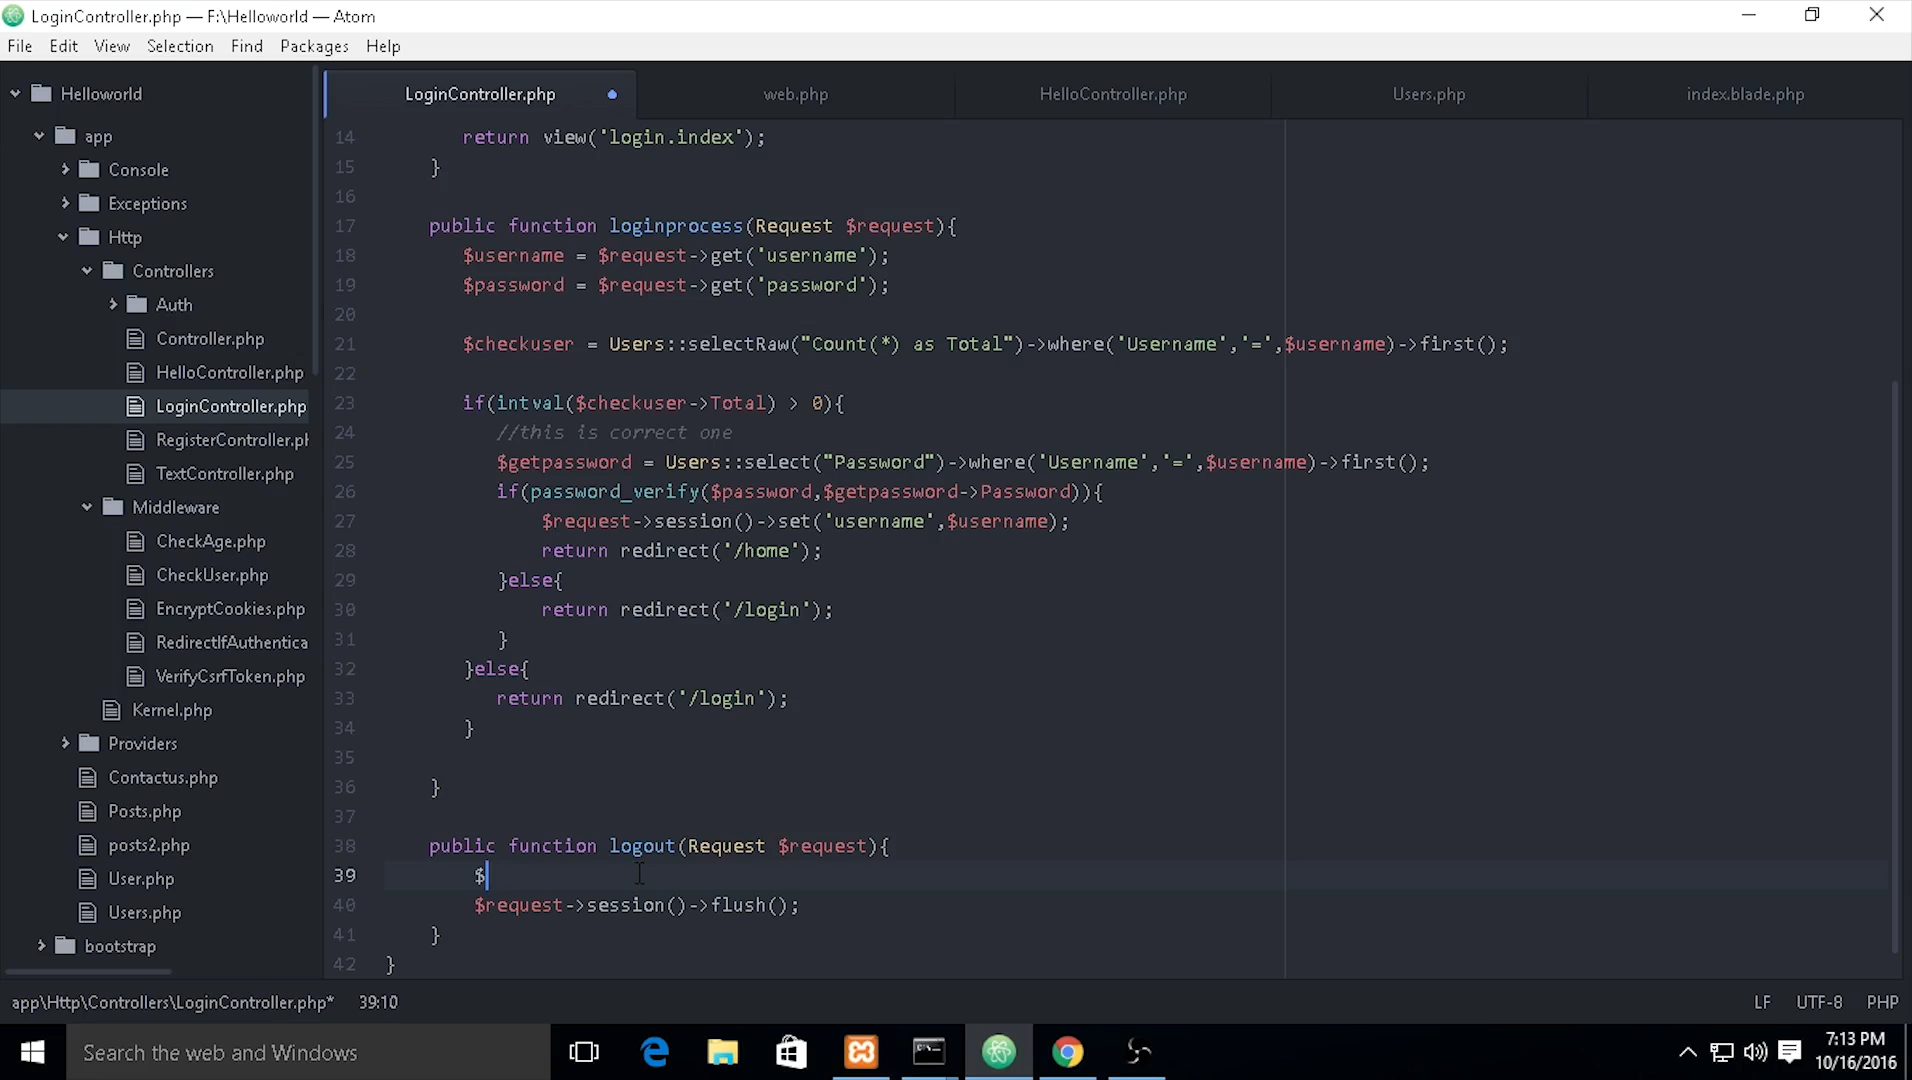 LoginController.php — F:\Helloworld — Atom
File Edit View Selection Find Packages Help
Helloworld
app
Console
Exceptions
Http
Controllers
Auth
Controller.php
HelloController.php
LoginController.php
RegisterController.ph
TextController.php
Middleware
CheckAge.php
CheckUser.php
EncryptCookies.php
RedirectIfAuthentica
VerifyCsrfToken.php
Kernel.php
Providers
Contactus.php
Posts.php
posts2.php
User.php
Users.php
bootstrap
LoginController.php web.php HelloController.php Users.php index.blade.php
14 return view('login.index');
15 }
16
17 public function loginprocess(Request $request){
18 $username = $request->get('username');
19 $password = $request->get('password');
20
21 $checkuser = Users::selectRaw("Count(*) as Total")->where('Username','=',$username)->first();
22
23 if(intval($checkuser->Total) > 0){
24 //this is correct one
25 $getpassword = Users::select("Password")->where('Username','=',$username)->first();
26 if(password_verify($password,$getpassword->Password)){
27 $request->session()->set('username',$username);
28 return redirect('/home');
29 }else{
30 return redirect('/login');
31 }
32 }else{
33 return redirect('/login');
34 }
35
36 }
37
38 public function logout(Request $request){
39 $
40 $request->session()->flush();
41 }
42 }
app\Http\Controllers\LoginController.php* 39:10 LF UTF-8 PHP
Search the web and Windows
7:13 PM
10/16/2016